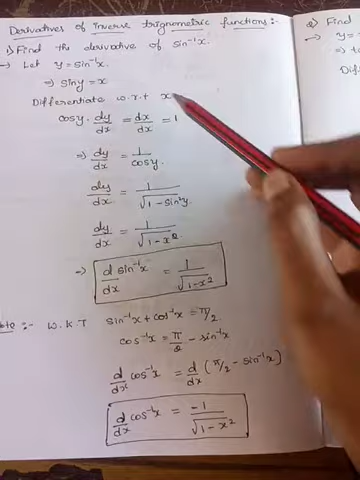 Derivatives of inverse trignometric functions:-
1) Find the derivative of sin⁻¹x.
→ Let y = sin⁻¹x.
⇒ siny = x
Differentiate w.r.t x
cosy. dy/dx = dx/dx = 1
⇒ dy/dx = 1/cosy.
dy/dx = 1/√(1-sin²y).
dy/dx = 1/√(1-x²)
⇒ d/dx sin⁻¹x = 1/√(1-x²)
:- W.K.T sin⁻¹x + cos⁻¹x = π/2
cos⁻¹x = π/2 - sin⁻¹x
d/dx cos⁻¹x = d/dx (π/2 - sin⁻¹x)
d/dx cos⁻¹x = -1/√(1-x²)
2) Find
→ y =
⇒
Diff